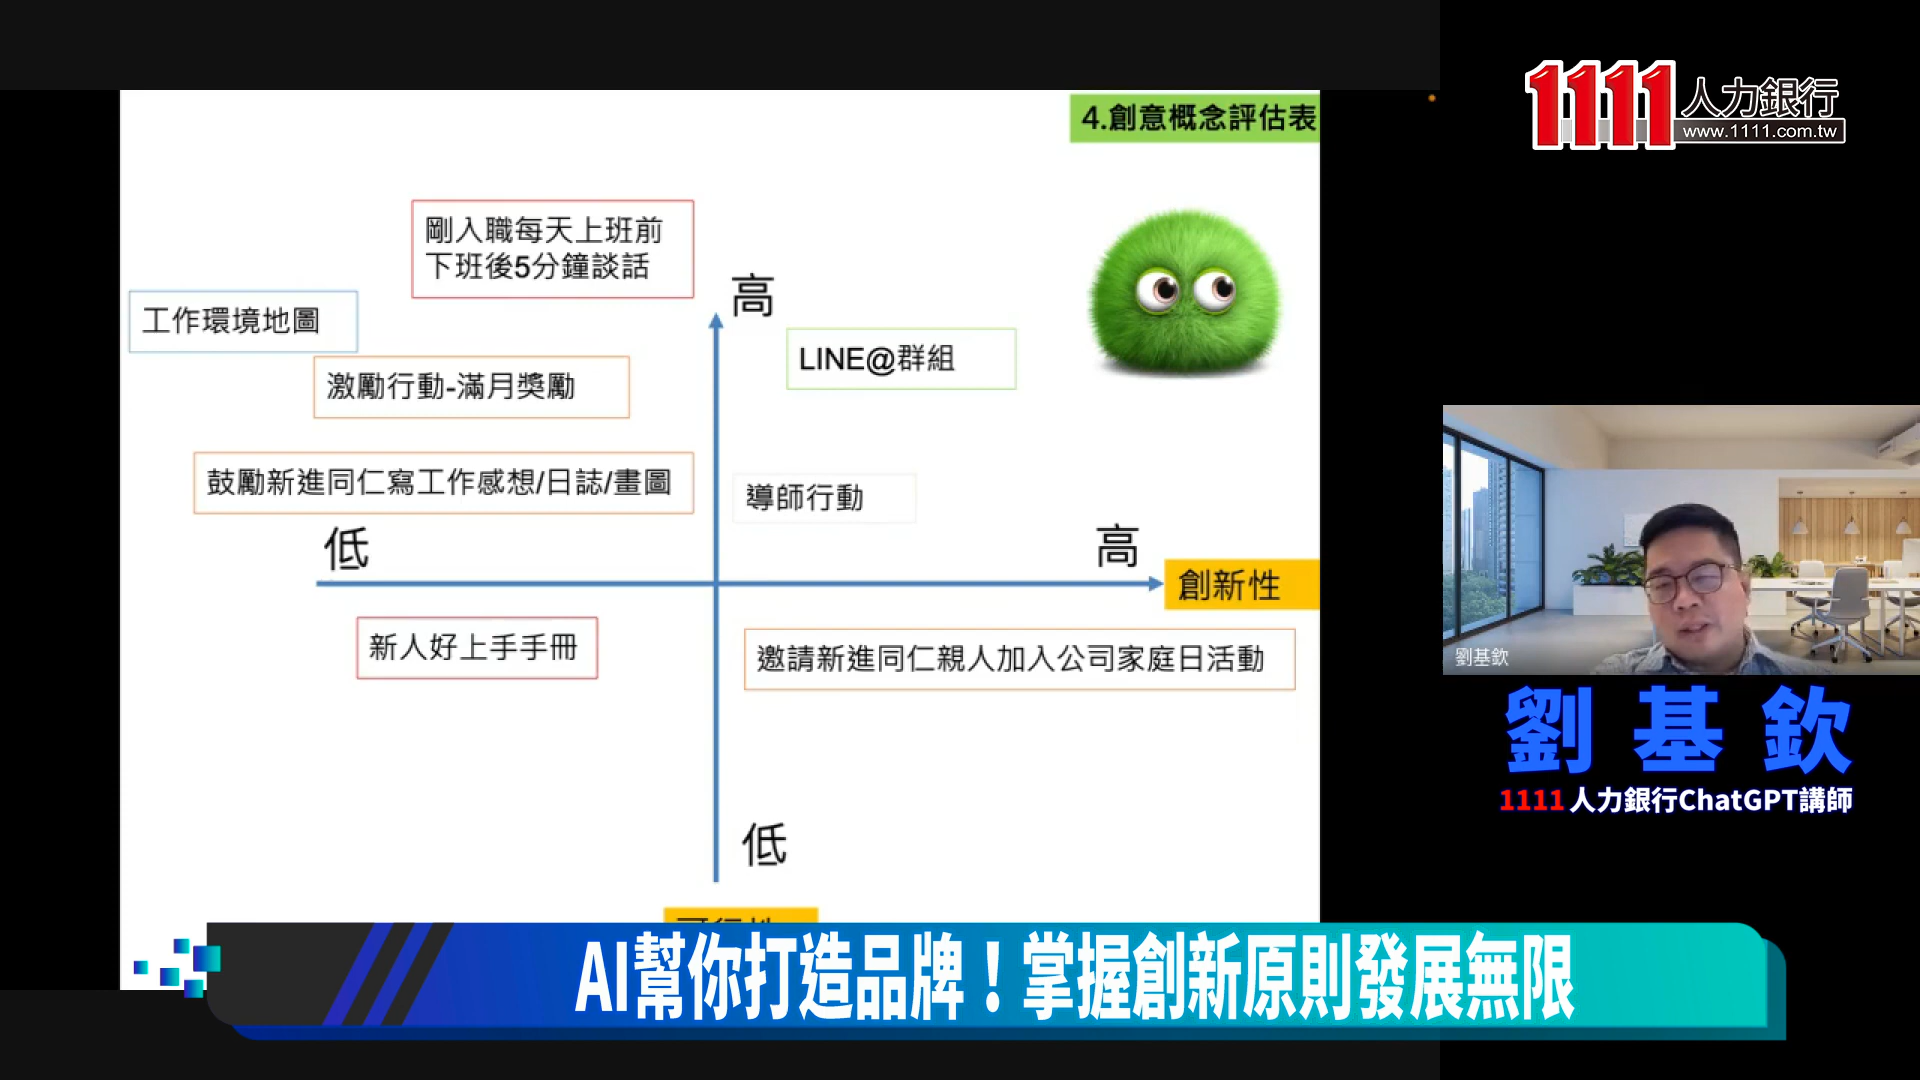 4.創意概念評估表
剛入職每天上班前
下班後5分鐘談話
高
工作環境地圖
LINE@群組
激勵行動-滿月獎勵
鼓勵新進同仁寫工作感想/日誌/畫圖
導師行動
低
高
創新性
新人好上手手冊
邀請新進同仁親人加入公司家庭日活動
低
1111人力銀行
www.1111.com.tw
劉基欽
劉基欽
1111人力銀行ChatGPT講師
AI幫你打造品牌!掌握創新原則發展無限